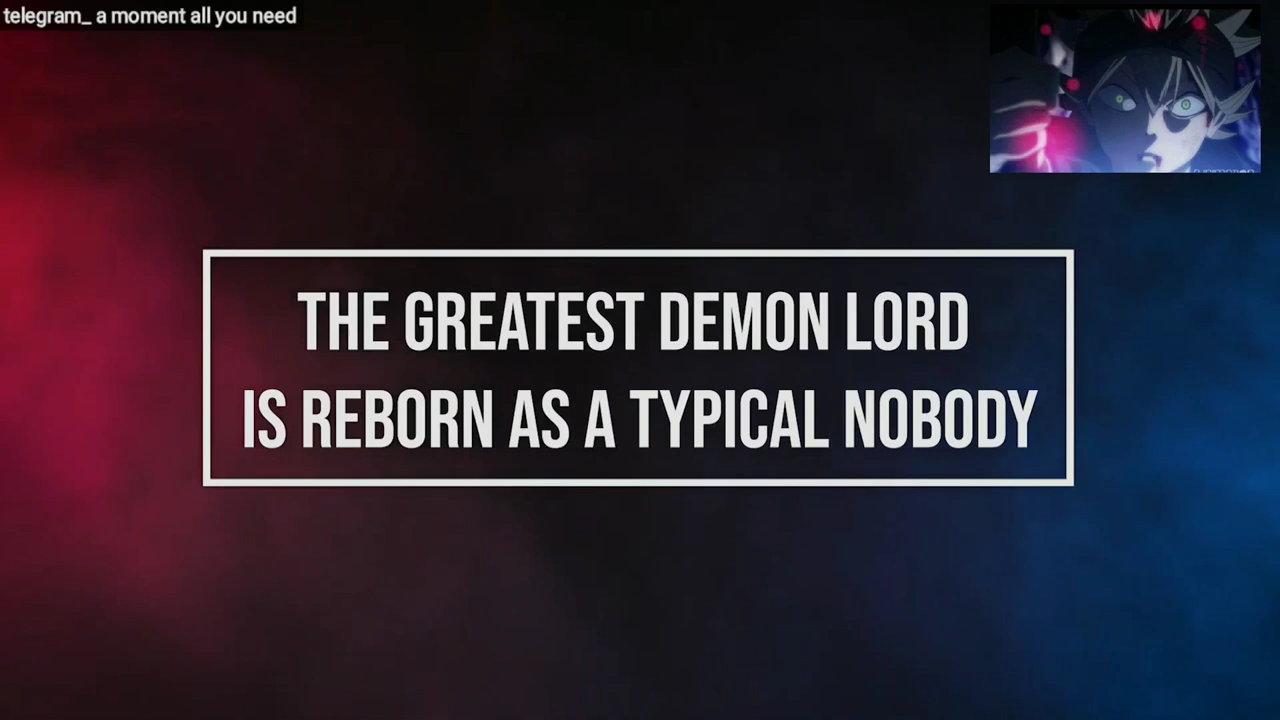 telegram_ a moment all you need
THE GREATEST DEMON LORD
IS REBORN AS A TYPICAL NOBODY